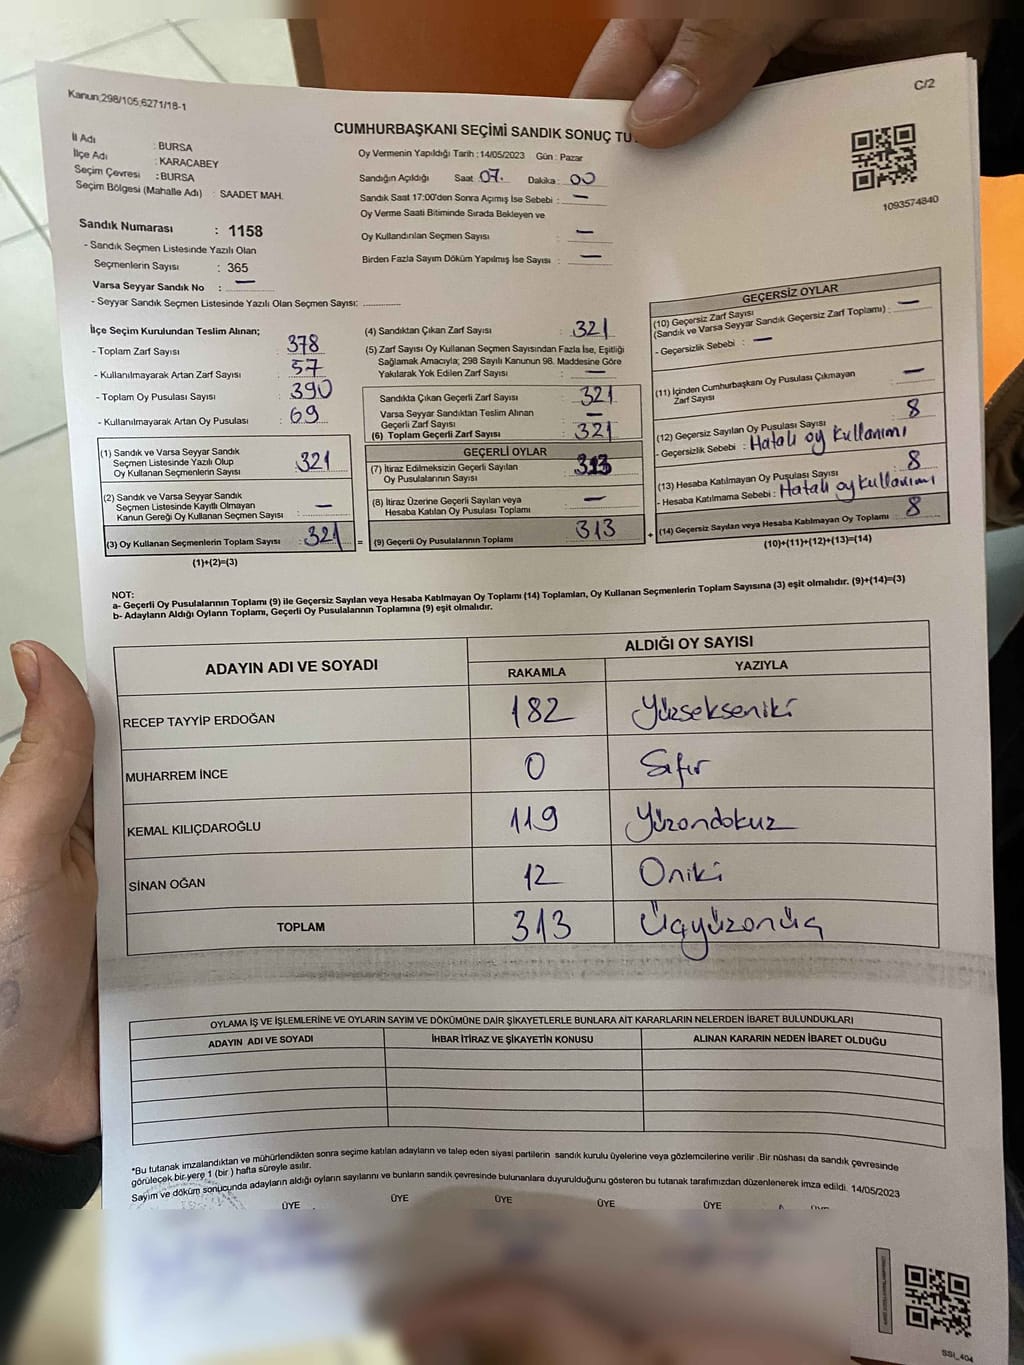 Kanun;298/105;6271/18-1
C/2
CUMHURBAŞKANI SEÇİMİ SANDIK SONUÇ TU
İl Adı : BURSA
İlçe Adı : KARACABEY
Seçim Çevresi : BURSA
Seçim Bölgesi (Mahalle Adı) : SAADET MAH.
Sandık Numarası : 1158
- Sandık Seçmen Listesinde Yazılı Olan
Seçmenlerin Sayısı : 365
Varsa Seyyar Sandık No : —
- Seyyar Sandık Seçmen Listesinde Yazılı Olan Seçmen Sayısı: ..............
Oy Vermenin Yapıldığı Tarih : 14/05/2023 Gün : Pazar
Sandığın Açıldığı Saat 07. Dakika : 00
Sandık Saat 17:00'den Sonra Açımış İse Sebebi : —
Oy Verme Saati Bitiminde Sırada Bekleyen ve
Oy Kullandırılan Seçmen Sayısı —
Birden Fazla Sayım Döküm Yapılmış İse Sayısı : —
1093574840
İlçe Seçim Kurulundan Teslim Alınan;
- Toplam Zarf Sayısı : 378
- Kullanılmayarak Artan Zarf Sayısı : 57
- Toplam Oy Pusulası Sayısı : 390
- Kullanılmayarak Artan Oy Pusulası : 69
(1) Sandık ve Varsa Seyyar Sandık
Seçmen Listesinde Yazılı Olup
Oy Kullanan Seçmenlerin Sayısı : 321
(2) Sandık ve Varsa Seyyar Sandık
Seçmen Listesinde Kayıtlı Olmayan
Kanun Gereği Oy Kullanan Seçmen Sayısı : —
(3) Oy Kullanan Seçmenlerin Toplam Sayısı : 321
(1)+(2)=(3)
=
(4) Sandıktan Çıkan Zarf Sayısı : 321
(5) Zarf Sayısı Oy Kullanan Seçmen Sayısından Fazla İse, Eşitliği
Sağlamak Amacıyla; 298 Sayılı Kanunun 98. Maddesine Göre
Yakılarak Yok Edilen Zarf Sayısı : —
Sandıkta Çıkan Geçerli Zarf Sayısı : 321
Varsa Seyyar Sandıktan Teslim Alınan
Geçerli Zarf Sayısı : —
(6) Toplam Geçerli Zarf Sayısı : 321
GEÇERLİ OYLAR
(7) İtiraz Edilmeksizin Geçerli Sayılan
Oy Pusulalarının Sayısı : 313
(8) İtiraz Üzerine Geçerli Sayılan veya
Hesaba Katılan Oy Pusulası Toplamı : —
(9) Geçerli Oy Pusulalarının Toplamı : 313
+
GEÇERSİZ OYLAR
(10) Geçersiz Zarf Sayısı
(Sandık ve Varsa Seyyar Sandık Geçersiz Zarf Toplamı) : —
- Geçersizlik Sebebi : —
(11) İçinden Cumhurbaşkanı Oy Pusulası Çıkmayan
Zarf Sayısı —
(12) Geçersiz Sayılan Oy Pusulası Sayısı 8
- Geçersizlik Sebebi : Hatalı oy kullanımı
(13) Hesaba Katılmayan Oy Pusulası Sayısı 8
- Hesaba Katılmama Sebebi : Hatalı oy kullanımı
(14) Geçersiz Sayılan veya Hesaba Katılmayan Oy Toplamı : 8
(10)+(11)+(12)+(13)=(14)
NOT:
a- Geçerli Oy Pusulalarının Toplamı (9) ile Geçersiz Sayılan veya Hesaba Katılmayan Oy Toplamı (14) Toplamları, Oy Kullanan Seçmenlerin Toplam Sayısına (3) eşit olmalıdır. (9)+(14)=(3)
b- Adayların Aldığı Oyların Toplamı, Geçerli Oy Pusulalarının Toplamına (9) eşit olmalıdır.
ADAYIN ADI VE SOYADI
ALDIĞI OY SAYISI
RAKAMLA YAZIYLA
RECEP TAYYİP ERDOĞAN 182 Yüzsekseniki
MUHARREM İNCE 0 Sıfır
KEMAL KILIÇDAROĞLU 119 Yüzondokuz
SİNAN OĞAN 12 Oniki
TOPLAM 313 Üçyüzonüç
OYLAMA İŞ VE İŞLEMLERİNE VE OYLARIN SAYIM VE DÖKÜMÜNE DAİR ŞİKAYETLERLE BUNLARA AİT KARARLARIN NELERDEN İBARET BULUNDUKLARI
ADAYIN ADI VE SOYADI İHBAR İTİRAZ VE ŞİKAYETİN KONUSU ALINAN KARARIN NEDEN İBARET OLDUĞU
*Bu tutanak imzalandıktan ve mühürlendikten sonra seçime katılan adayların ve talep eden siyasi partilerin sandık kurulu üyelerine veya gözlemcilerine verilir .Bir nüshası da sandık çevresinde
görülecek bir yere 1 (bir ) hafta süreyle asılır.
Sayım ve döküm sonucunda adayların aldığı oyların sayılarını ve bunların sandık çevresinde bulunanlara duyurulduğunu gösteren bu tutanak tarafımızdan düzenlenerek imza edildi. 14/05/2023
ÜYE ÜYE ÜYE ÜYE ÜYE
SSI_404